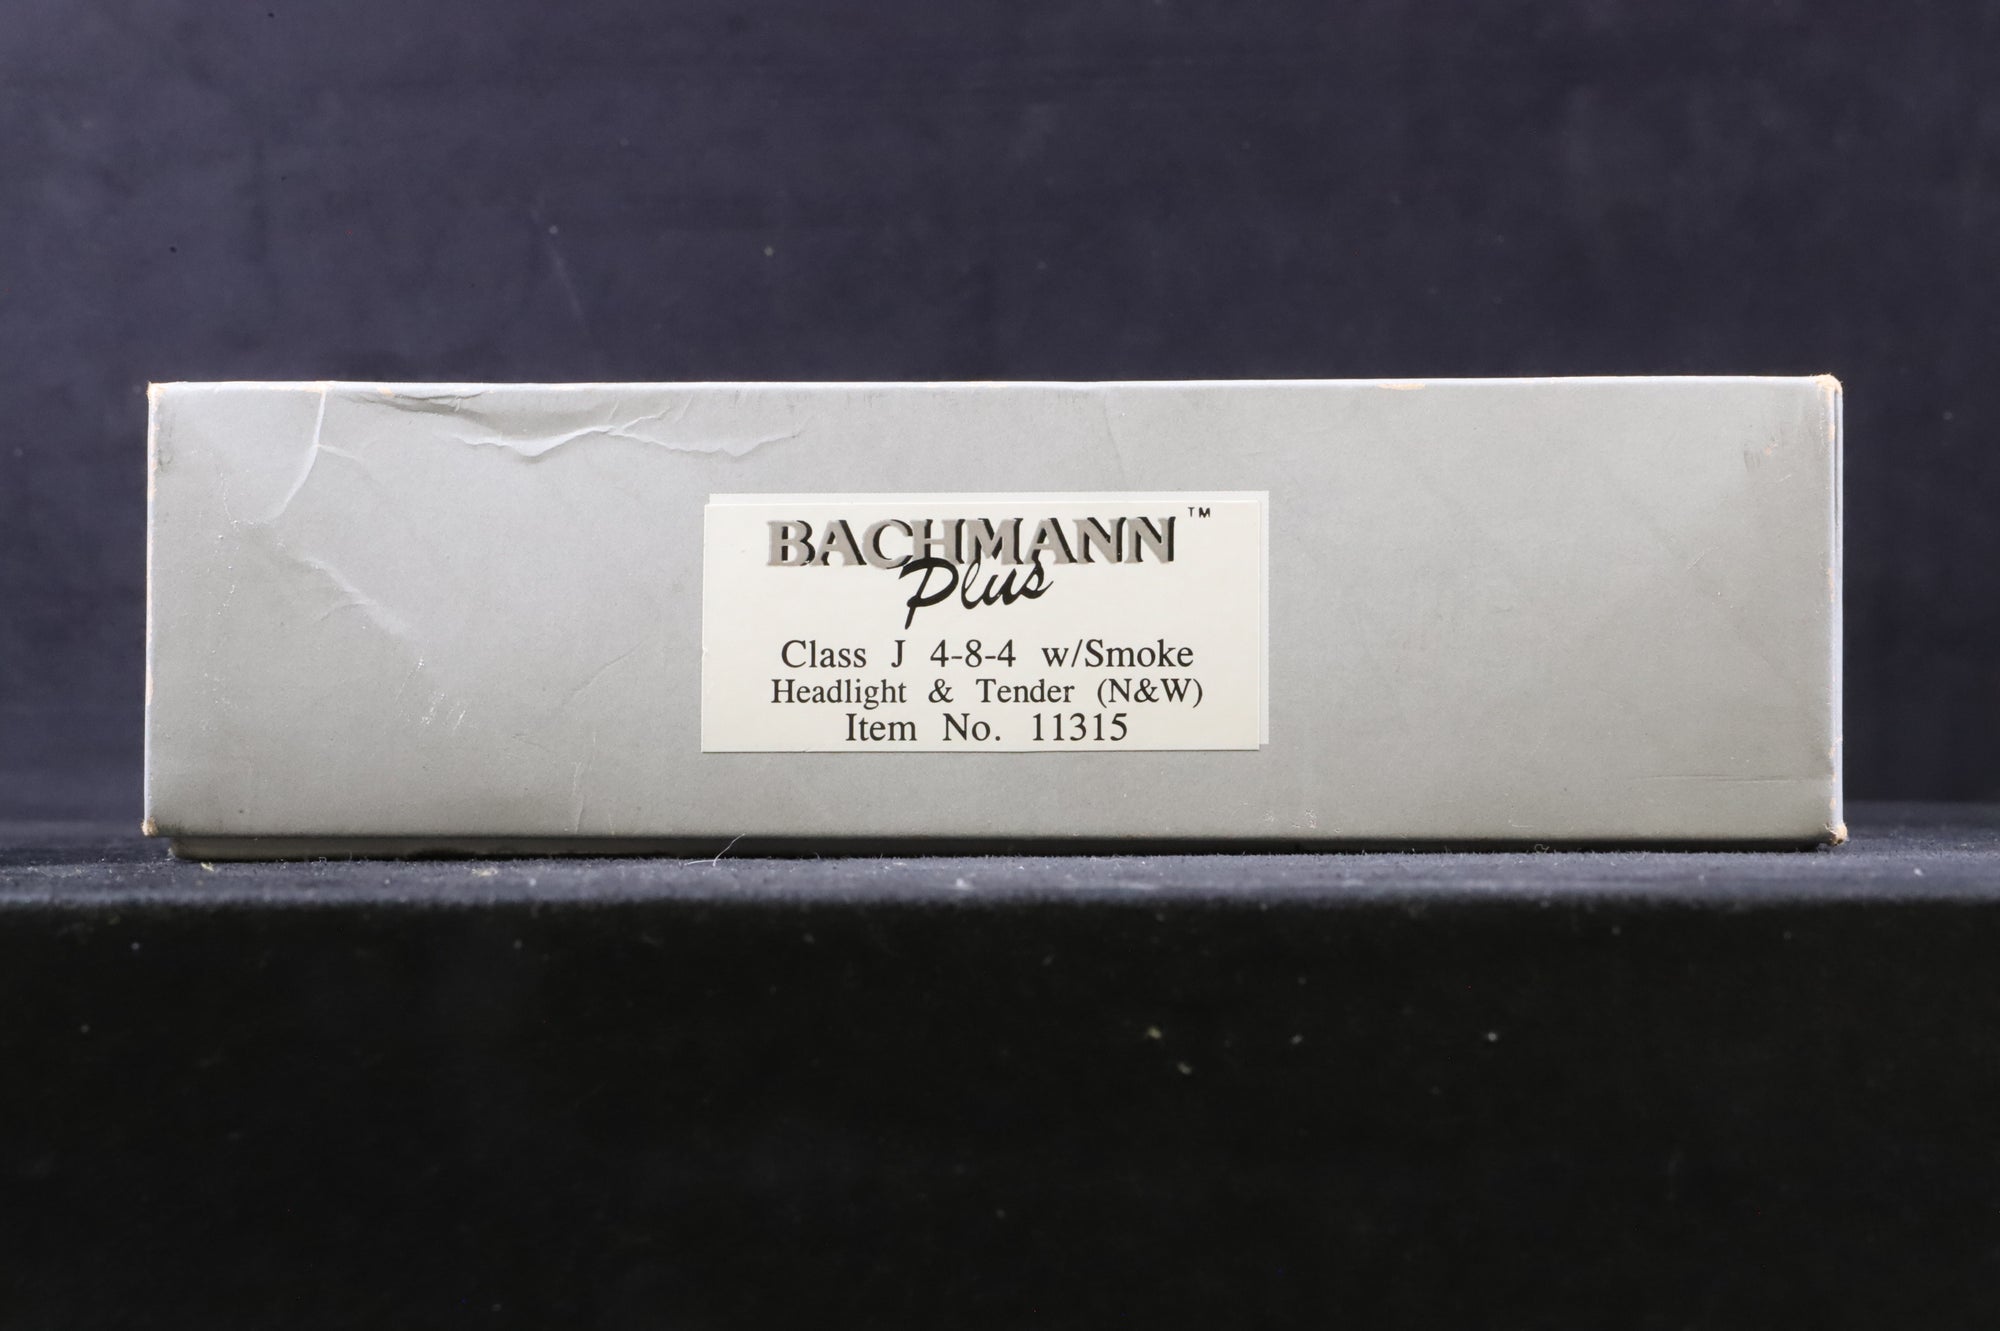 BACHMANN™
Plus
Class J 4-8-4 w/Smoke
Headlight & Tender (N&W)
Item No. 11315